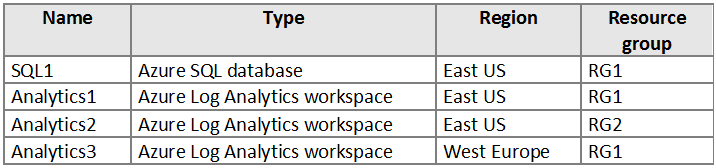 Name Type Region Resource group
SQL1 Azure SQL database East US RG1
Analytics1 Azure Log Analytics workspace East US RG1
Analytics2 Azure Log Analytics workspace East US RG2
Analytics3 Azure Log Analytics workspace West Europe RG1